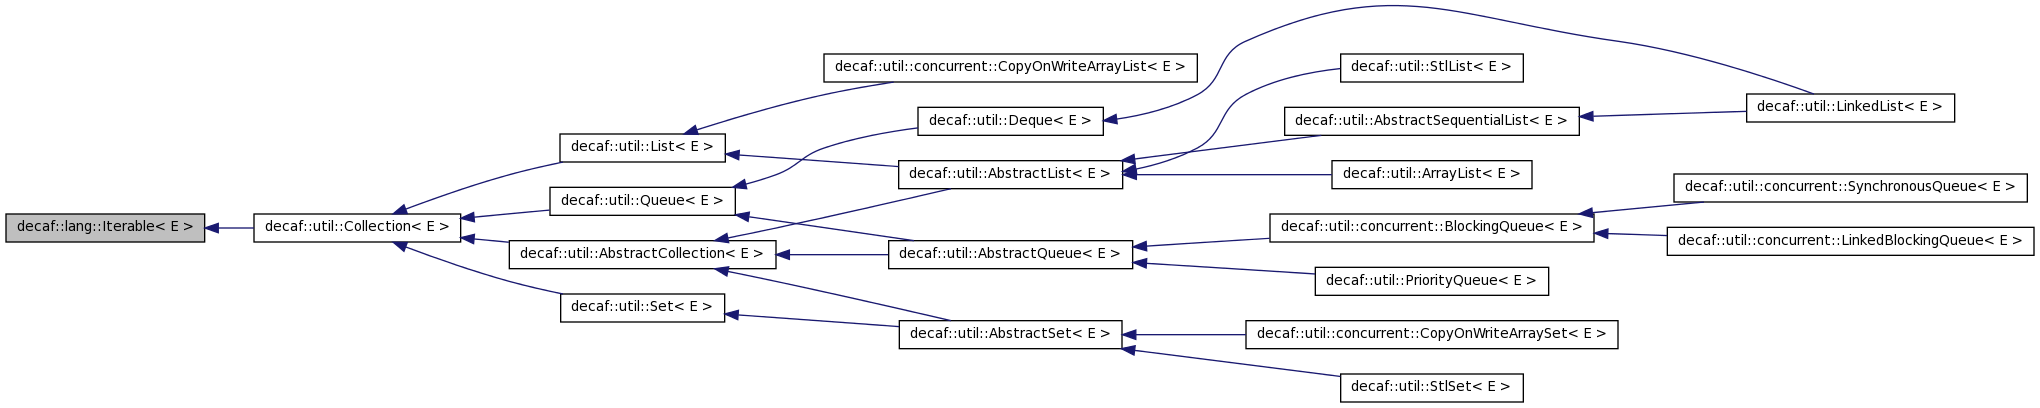 decaf::util::concurrent::CopyOnWriteArrayList< E >
decaf::util::StlList< E >
decaf::util::LinkedList< E >
decaf::util::Deque< E >
decaf::util::AbstractSequentialList< E >
decaf::util::List< E >
decaf::util::AbstractList< E >
decaf::util::ArrayList< E >
decaf::util::concurrent::SynchronousQueue< E >
decaf::util::Queue< E >
decaf::lang::Iterable< E >
decaf::util::Collection< E >
decaf::util::concurrent::BlockingQueue< E >
decaf::util::concurrent::LinkedBlockingQueue< E >
decaf::util::AbstractCollection< E >
decaf::util::AbstractQueue< E >
decaf::util::PriorityQueue< E >
decaf::util::Set< E >
decaf::util::AbstractSet< E >
decaf::util::concurrent::CopyOnWriteArraySet< E >
decaf::util::StlSet< E >